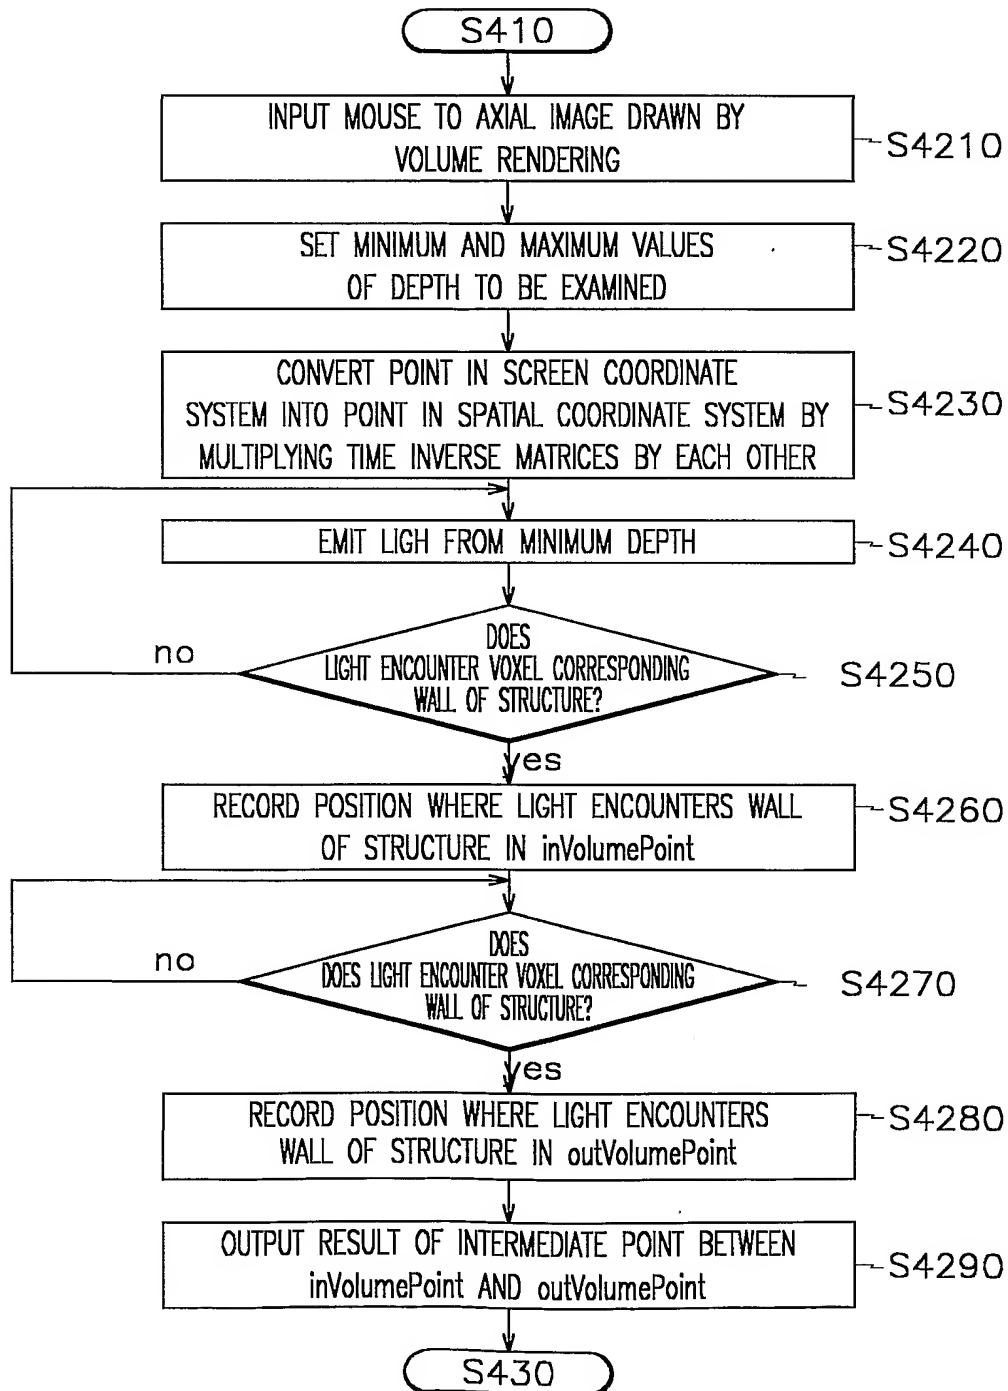 S410
INPUT MOUSE TO AXIAL IMAGE DRAWN BY
VOLUME RENDERING
S4210
SET MINIMUM AND MAXIMUM VALUES
OF DEPTH TO BE EXAMINED
S4220
CONVERT POINT IN SCREEN COORDINATE
SYSTEM INTO POINT IN SPATIAL COORDINATE SYSTEM BY
MULTIPLYING TIME INVERSE MATRICES BY EACH OTHER
S4230
EMIT LIGH FROM MINIMUM DEPTH
S4240
DOES
LIGHT ENCOUNTER VOXEL CORRESPONDING
WALL OF STRUCTURE?
no
S4250
yes
RECORD POSITION WHERE LIGHT ENCOUNTERS WALL
OF STRUCTURE IN inVolumePoint
S4260
DOES
DOES LIGHT ENCOUNTER VOXEL CORRESPONDING
WALL OF STRUCTURE?
no
S4270
yes
RECORD POSITION WHERE LIGHT ENCOUNTERS
WALL OF STRUCTURE IN outVolumePoint
S4280
OUTPUT RESULT OF INTERMEDIATE POINT BETWEEN
inVolumePoint AND outVolumePoint
S4290
S430